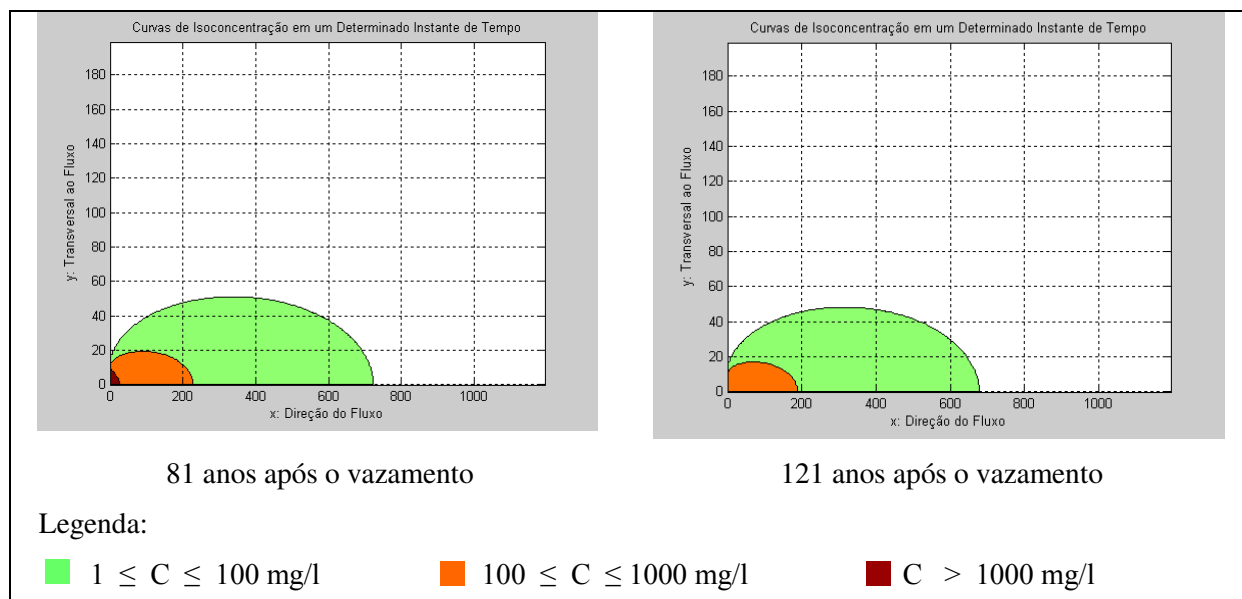 Curvas de Isoconcentração em um Determinado Instante de Tempo
y: Transversal ao Fluxo
180
160
140
120
100
80
60
40
20
0
0 200 400 600 800 1000
x: Direção do Fluxo
81 anos após o vazamento
Curvas de Isoconcentração em um Determinado Instante de Tempo
y: Transversal ao Fluxo
180
160
140
120
100
80
60
40
20
0
0 200 400 600 800 1000
x: Direção do Fluxo
121 anos após o vazamento
Legenda:
1 ≤ C ≤ 100 mg/l 100 ≤ C ≤ 1000 mg/l C > 1000 mg/l